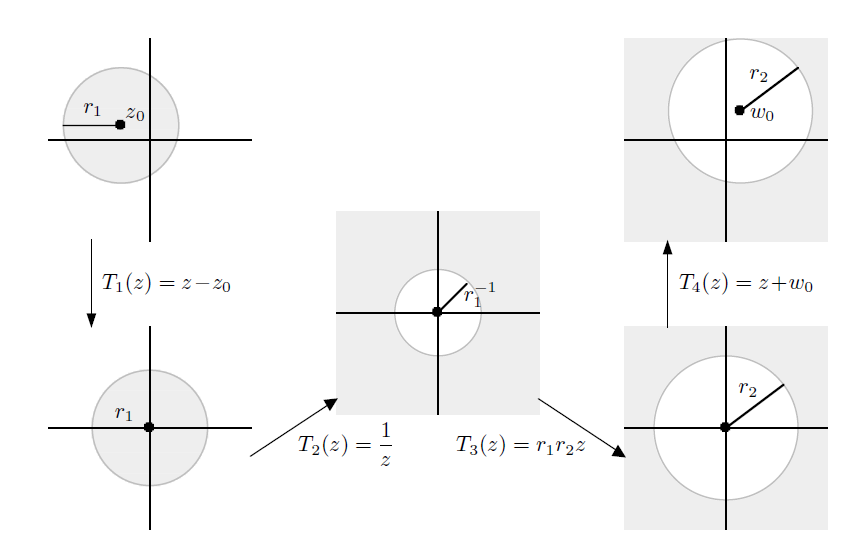 r₁ z₀
T₁(z) = z−z₀
r₁
T₂(z) = 1/z
r₁⁻¹
T₃(z) = r₁r₂z
r₂
T₄(z) = z+w₀
r₂
w₀